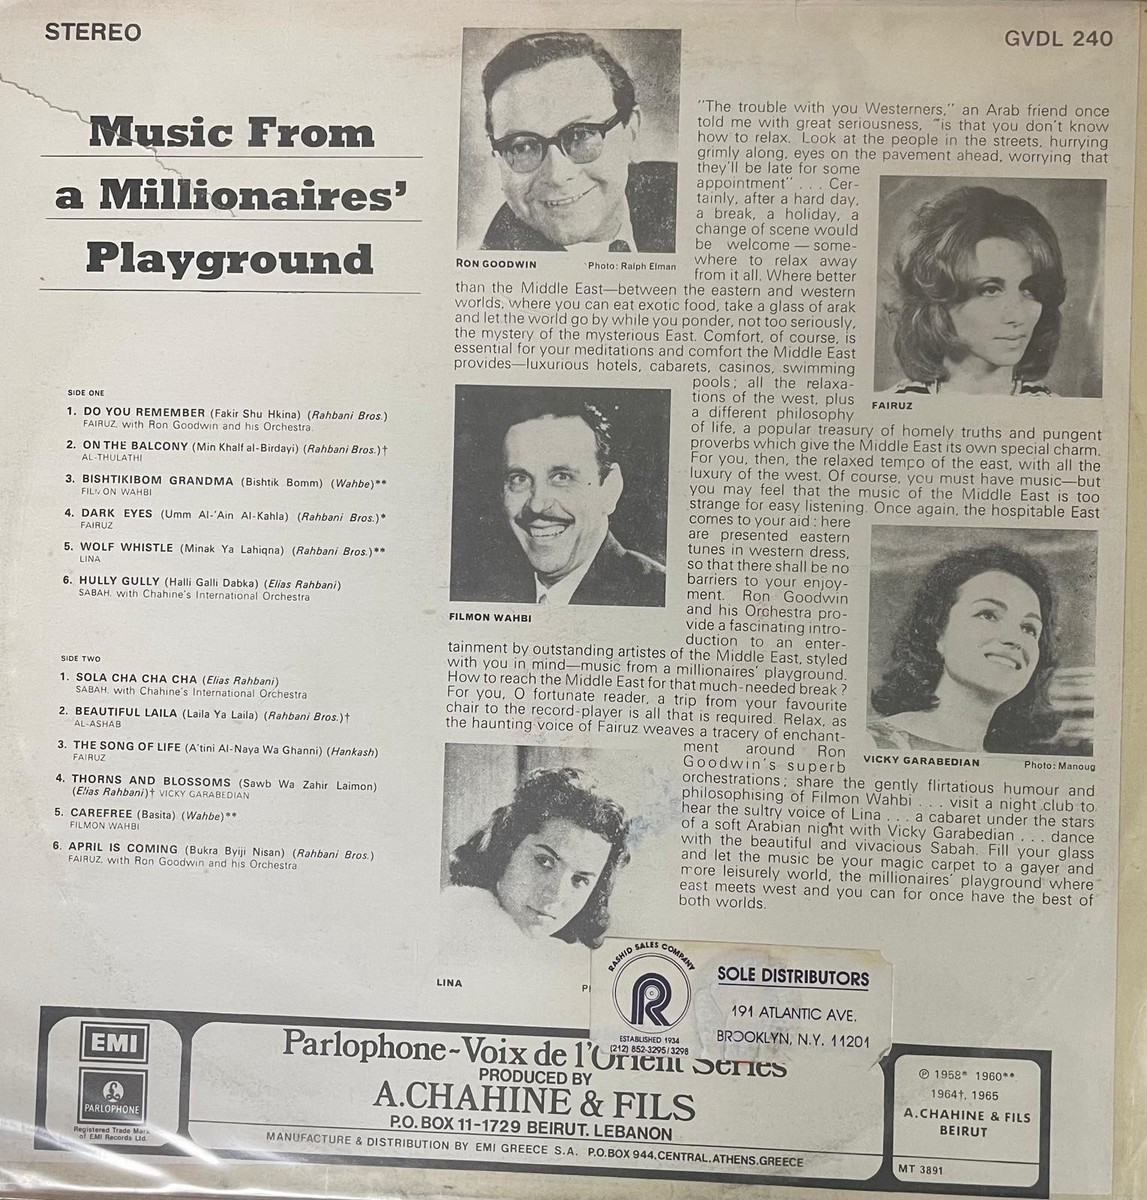 STEREO
GVDL 240
Music From
a Millionaires'
Playground
SIDE ONE
1. DO YOU REMEMBER (Fakir Shu Hkina) (Rahbani Bros.)
FAIRUZ, with Ron Goodwin and his Orchestra.
2. ON THE BALCONY (Min Khalf al-Birdayi) (Rahbani Bros.)†
AL-THULATHI
3. BISHTIKIBOM GRANDMA (Bishtik Bomm) (Wahbe)**
FILMON WAHBI
4. DARK EYES (Umm Al-'Ain Al-Kahla) (Rahbani Bros.)*
FAIRUZ
5. WOLF WHISTLE (Minak Ya Lahiqna) (Rahbani Bros.)**
LINA
6. HULLY GULLY (Halli Galli Dabka) (Elias Rahbani)
SABAH, with Chahine's International Orchestra
SIDE TWO
1. SOLA CHA CHA CHA (Elias Rahbani)
SABAH, with Chahine's International Orchestra
2. BEAUTIFUL LAILA (Laila Ya Laila) (Rahbani Bros.)†
AL-ASHAB
3. THE SONG OF LIFE (A'tini Al-Naya Wa Ghanni) (Hankash)
FAIRUZ
4. THORNS AND BLOSSOMS (Sawb Wa Zahir Laimon)
(Elias Rahbani)† VICKY GARABEDIAN
5. CAREFREE (Basita) (Wahbe)**
FILMON WAHBI
6. APRIL IS COMING (Bukra Byiji Nisan) (Rahbani Bros.)
FAIRUZ, with Ron Goodwin and his Orchestra
RON GOODWIN
Photo: Ralph Elman
"The trouble with you Westerners," an Arab friend once
told me with great seriousness, "is that you don't know
how to relax. Look at the people in the streets, hurrying
grimly along, eyes on the pavement ahead, worrying that
they'll be late for some
appointment" . . . Cer-
tainly, after a hard day,
a break, a holiday, a
change of scene would
be welcome — some-
where to relax away
from it all. Where better
than the Middle East—between the eastern and western
worlds, where you can eat exotic food, take a glass of arak
and let the world go by while you ponder, not too seriously,
the mystery of the mysterious East. Comfort, of course, is
essential for your meditations and comfort the Middle East
provides—luxurious hotels, cabarets, casinos, swimming
pools; all the relaxa-
tions of the west, plus
a different philosophy
of life, a popular treasury of homely truths and pungent
proverbs which give the Middle East its own special charm.
For you, then, the relaxed tempo of the east, with all the
luxury of the west. Of course, you must have music—but
you may feel that the music of the Middle East is too
strange for easy listening. Once again, the hospitable East
comes to your aid: here
are presented eastern
tunes in western dress,
so that there shall be no
barriers to your enjoy-
ment. Ron Goodwin
and his Orchestra pro-
vide a fascinating intro-
duction to an enter-
tainment by outstanding artistes of the Middle East, styled
with you in mind—music from a millionaires' playground.
How to reach the Middle East for that much-needed break?
For you, O fortunate reader, a trip from your favourite
chair to the record-player is all that is required. Relax, as
the haunting voice of Fairuz weaves a tracery of enchant-
ment around Ron
Goodwin's superb
orchestrations; share the gently flirtatious humour and
philosophising of Filmon Wahbi . . . visit a night club to
hear the sultry voice of Lina . . . a cabaret under the stars
of a soft Arabian night with Vicky Garabedian . . . dance
with the beautiful and vivacious Sabah. Fill your glass
and let the music be your magic carpet to a gayer and
more leisurely world, the millionaires' playground where
east meets west and you can for once have the best of
both worlds.
FAIRUZ
FILMON WAHBI
VICKY GARABEDIAN
Photo: Manoug
LINA
RASHID SALES COMPANY
R
ESTABLISHED 1934
(212) 852-3295/3298
SOLE DISTRIBUTORS
191 ATLANTIC AVE.
BROOKLYN, N.Y. 11201
EMI
PARLOPHONE
Registered Trade Mark
of EMI Records Ltd.
Parlophone-Voix de l'Orient Series
PRODUCED BY
A.CHAHINE & FILS
P.O. BOX 11-1729 BEIRUT. LEBANON
MANUFACTURE & DISTRIBUTION BY EMI GREECE S.A. P.O.BOX 944.CENTRAL.ATHENS.GREECE
℗ 1958* 1960**
1964†, 1965
A.CHAHINE & FILS
BEIRUT
MT 3891